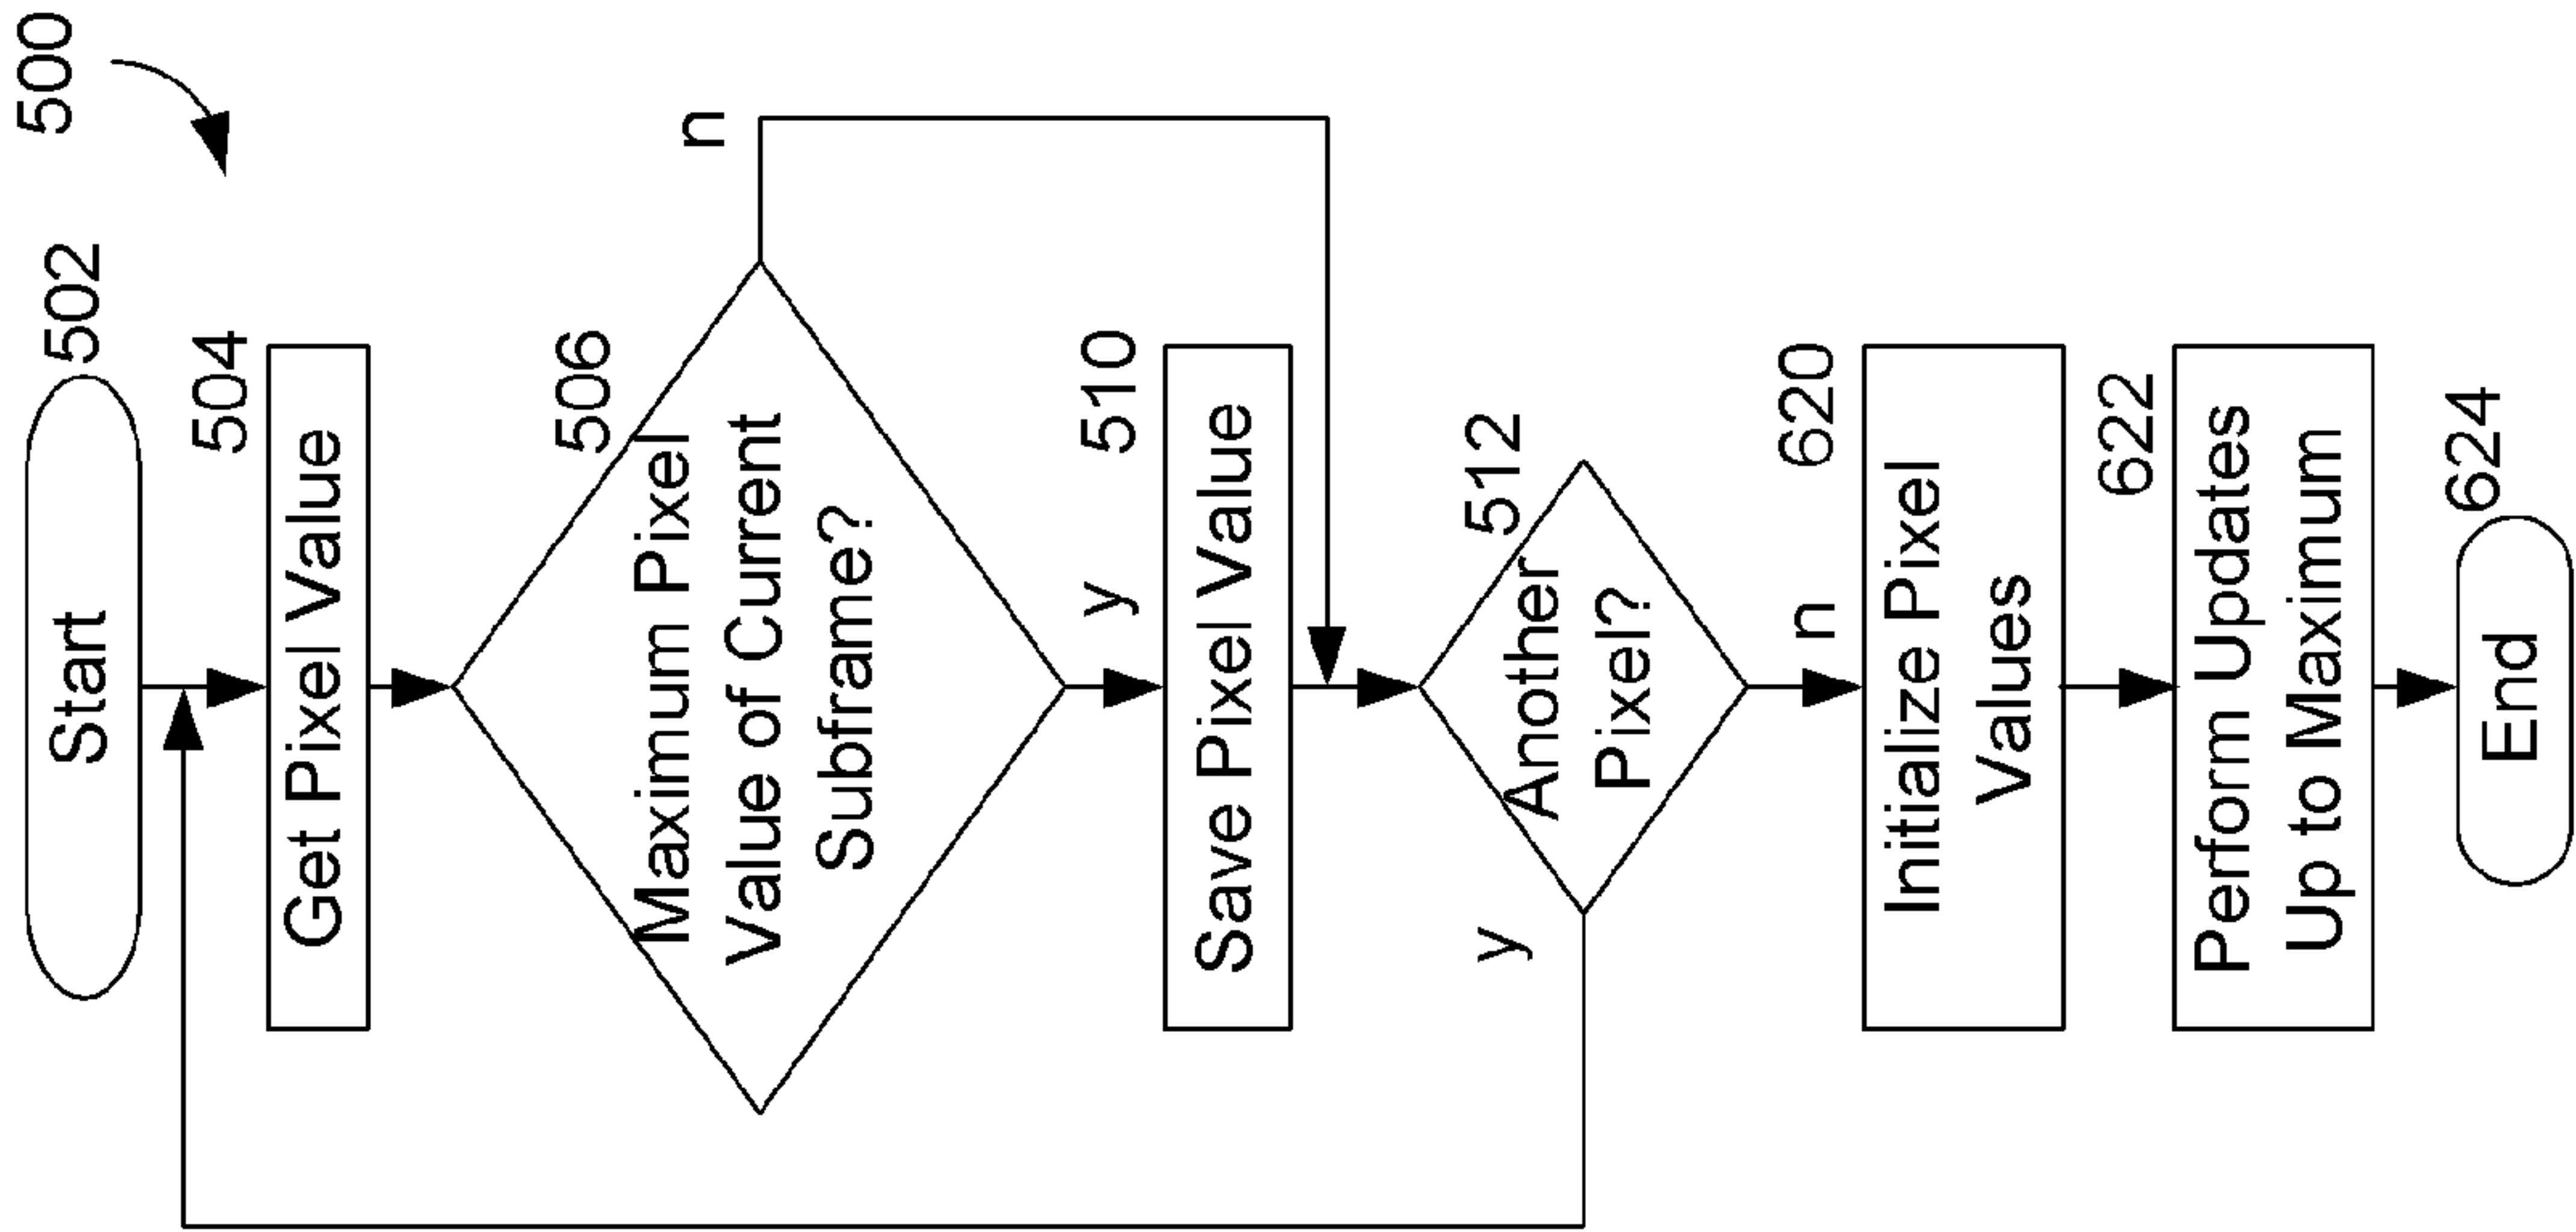 500
Start
502
504
Get Pixel Value
506
Maximum Pixel
Value of Current
Subframe?
n
y
510
Save Pixel Value
512
Another
Pixel?
y
n
620
Initialize Pixel
Values
622
Perform Updates
Up to Maximum
624
End